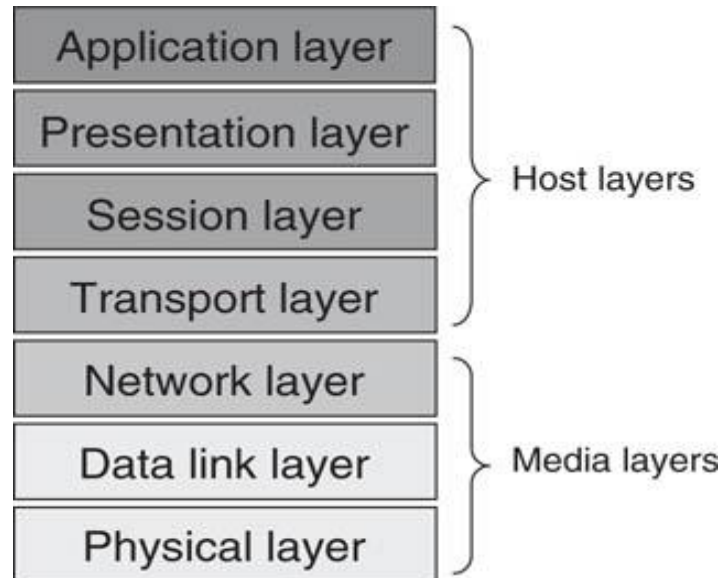 Application layer
Presentation layer
Session layer
Transport layer
Host layers
Network layer
Data link layer
Physical layer
Media layers